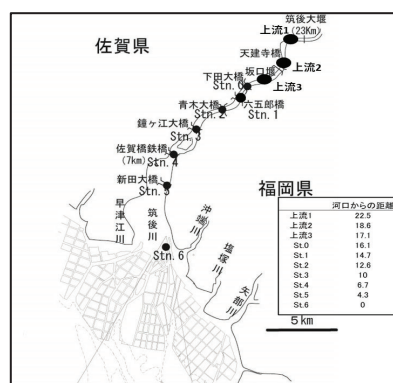 筑後大堰
上流1(23Km)
佐賀県
天建寺橋
上流2
下田大橋
坂口堰
Stn.0
上流3
青木大橋
Stn.2
六五郎橋
Stn.1
鐘ヶ江大橋
Stn.3
佐賀橋鉄橋
(7km)
Stn.4
新田大橋
Stn.5
福岡県
早津江川
筑後川
沖端川
塩塚川
矢部川
Stn.6
河口からの距離
上流1 22.5
上流2 18.6
上流3 17.1
St.0 16.1
St.1 14.7
St.2 12.6
St.3 10
St.4 6.7
St.5 4.3
St.6 0
5km